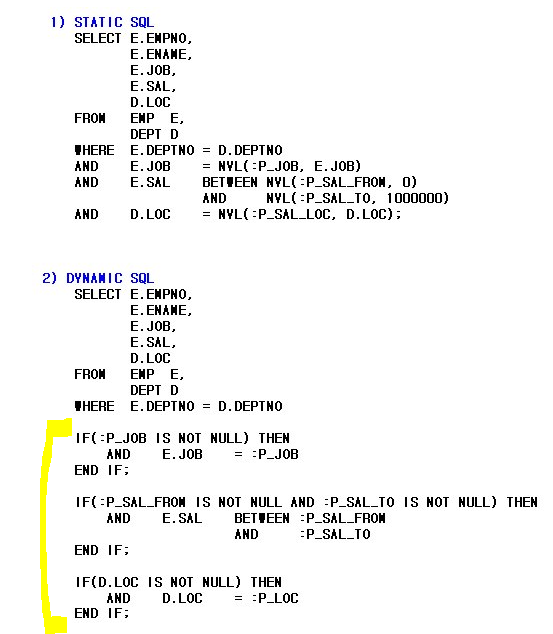 1) STATIC SQL
SELECT E.EMPNO,
E.ENAME,
E.JOB,
E.SAL,
D.LOC
FROM EMP E,
DEPT D
WHERE E.DEPTNO = D.DEPTNO
AND E.JOB = NVL(:P_JOB, E.JOB)
AND E.SAL BETWEEN NVL(:P_SAL_FROM, 0)
AND NVL(:P_SAL_TO, 1000000)
AND D.LOC = NVL(:P_SAL_LOC, D.LOC);
2) DYNAMIC SQL
SELECT E.EMPNO,
E.ENAME,
E.JOB,
E.SAL,
D.LOC
FROM EMP E,
DEPT D
WHERE E.DEPTNO = D.DEPTNO
IF(:P_JOB IS NOT NULL) THEN
AND E.JOB = :P_JOB
END IF;
IF(:P_SAL_FROM IS NOT NULL AND :P_SAL_TO IS NOT NULL) THEN
AND E.SAL BETWEEN :P_SAL_FROM
AND :P_SAL_TO
END IF;
IF(D.LOC IS NOT NULL) THEN
AND D.LOC = :P_LOC
END IF;